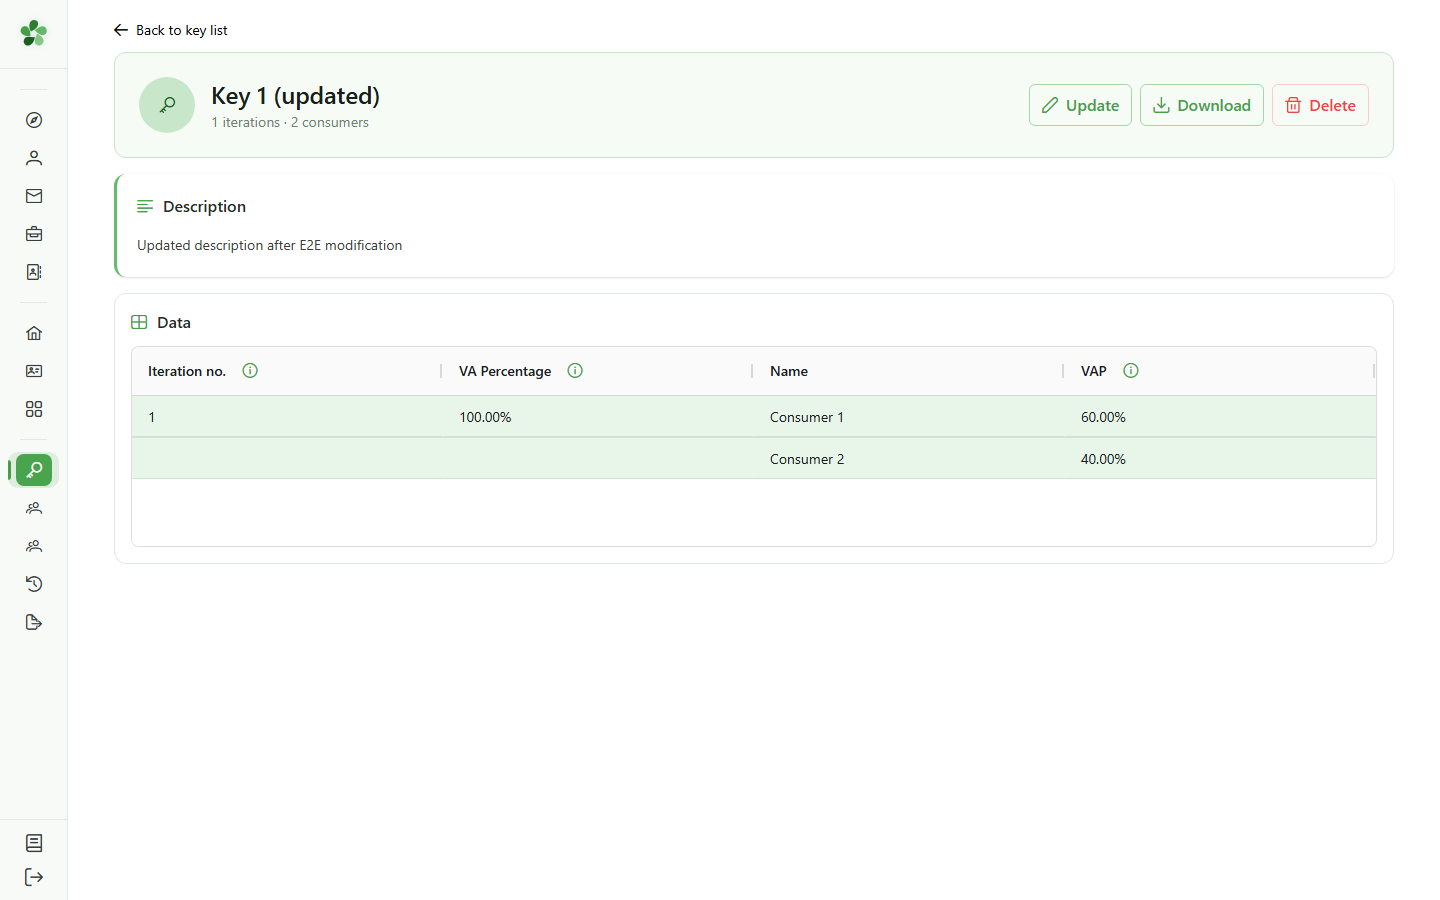 Back to key list
Key 1 (updated)
1 iterations · 2 consumers
Update
Download
Delete
Description
Updated description after E2E modification
Data
Iteration no.
VA Percentage
Name
VAP
1
100.00%
Consumer 1
60.00%
Consumer 2
40.00%